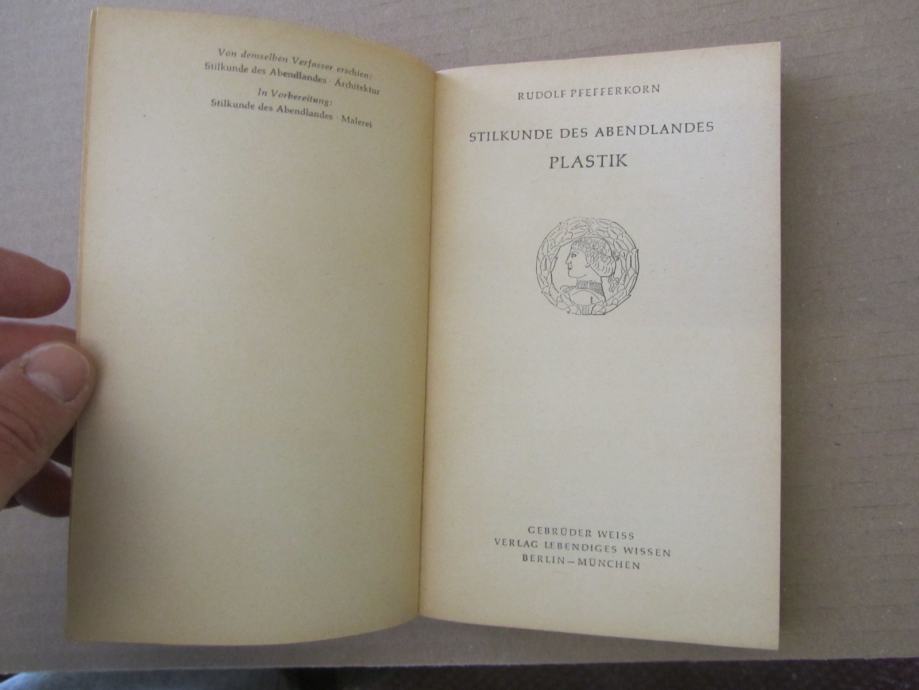 Von demselben Verfasser erschien:
Stilkunde des Abendlandes · Architektur
In Vorbereitung:
Stilkunde des Abendlandes · Malerei
RUDOLF PFEFFERKORN
STILKUNDE DES ABENDLANDES
PLASTIK
GEBRÜDER WEISS
VERLAG LEBENDIGES WISSEN
BERLIN — MÜNCHEN